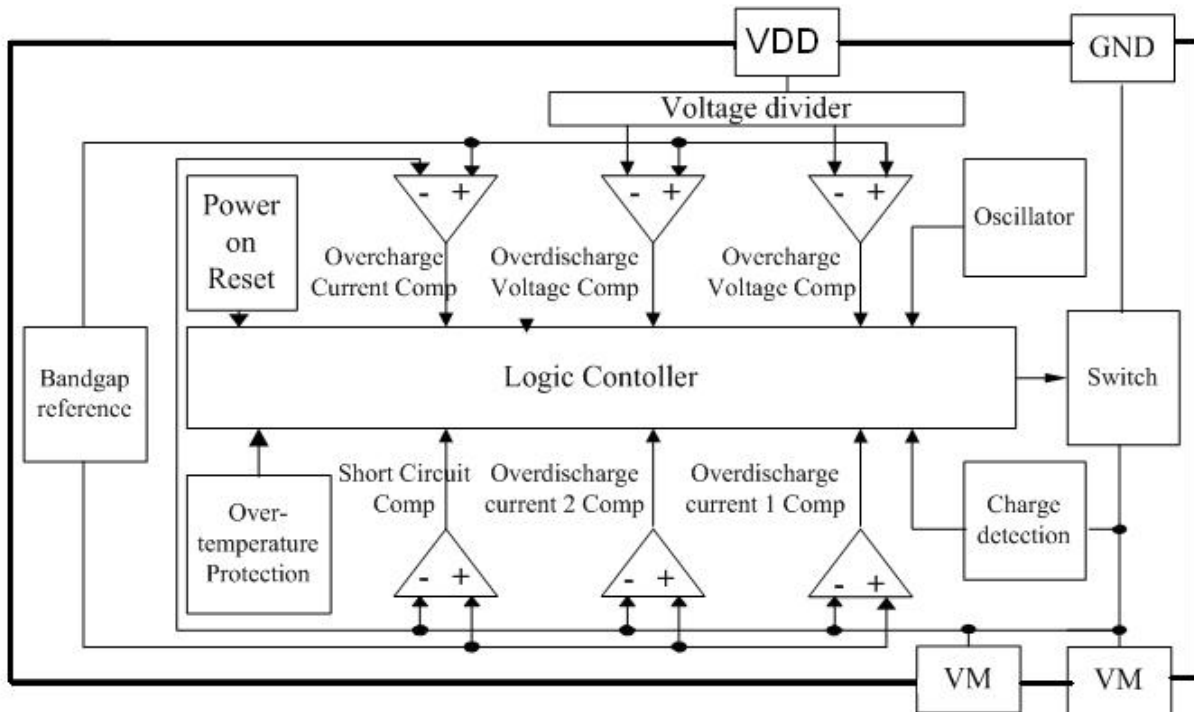 VDD
GND
Voltage divider
- +
- +
- +
Power
on
Reset
Oscillator
Overcharge
Current Comp
Overdischarge
Voltage Comp
Overcharge
Voltage Comp
Bandgap
reference
Logic Contoller
Switch
Short Circuit
Comp
Overdischarge
current 2 Comp
Overdischarge
current 1 Comp
Charge
detection
Over-
temperature
Protection
- +
- +
- +
VM
VM